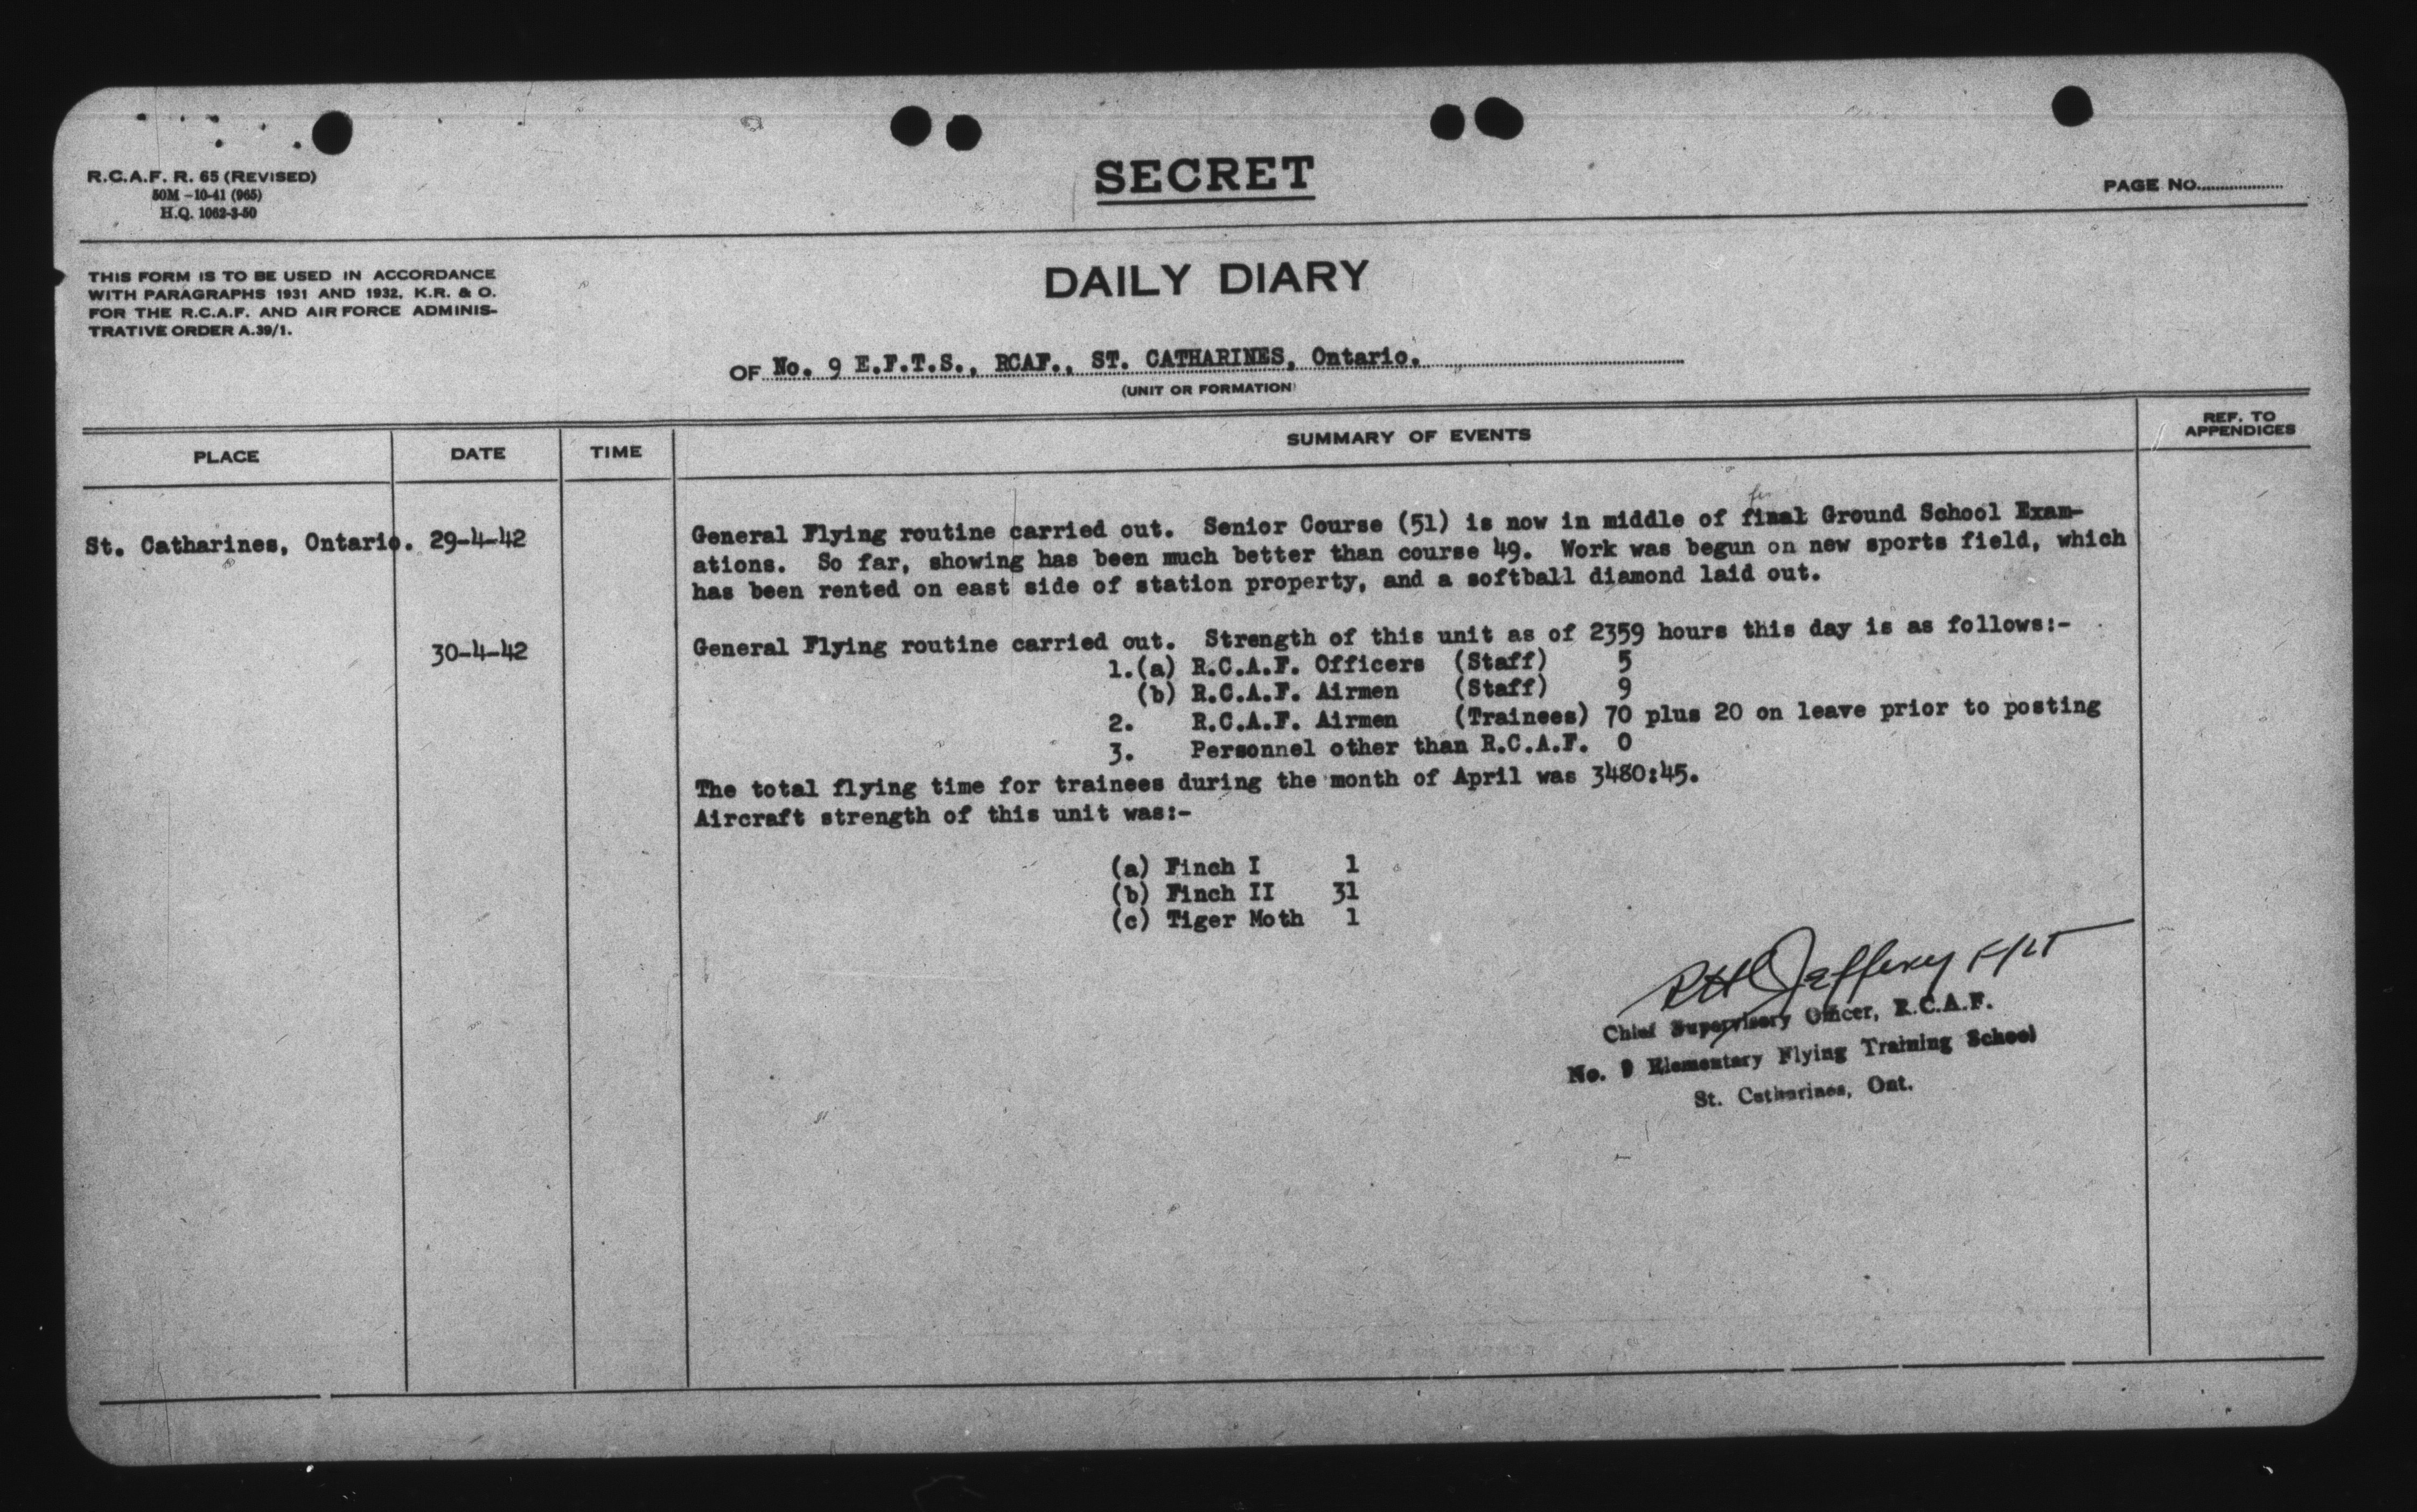 R.C.A.F. R. 65 (REVISED)
50M -10-41 (965)
H.Q. 1062-3-50
SECRET
PAGE NO....................
THIS FORM IS TO BE USED IN ACCORDANCE
WITH PARAGRAPHS 1931 AND 1932, K.R. & O.
FOR THE R.C.A.F. AND AIR FORCE ADMINIS-
TRATIVE ORDER A.39/1.
DAILY DIARY
OF No. 9 E.F.T.S., RCAF., ST. CATHARINES, Ontario.
(UNIT OR FORMATION)
PLACE DATE TIME SUMMARY OF EVENTS REF. TO APPENDICES
St. Catharines, Ontario. 29-4-42 General Flying routine carried out. Senior Course (51) is now in middle of final Ground School Exam-
ations. So far, showing has been much better than course 49. Work was begun on new sports field, which
has been rented on east side of station property, and a softball diamond laid out.
30-4-42 General Flying routine carried out. Strength of this unit as of 2359 hours this day is as follows:-
1.(a) R.C.A.F. Officers (Staff) 5
(b) R.C.A.F. Airmen (Staff) 9
2. R.C.A.F. Airmen (Trainees) 70 plus 20 on leave prior to posting
3. Personnel other than R.C.A.F. 0
The total flying time for trainees during the month of April was 3480:45.
Aircraft strength of this unit was:-
(a) Finch I 1
(b) Finch II 31
(c) Tiger Moth 1
Jeffery F/LT
Chief Supervisory Officer, R.C.A.F.
No. 9 Elementary Flying Training School
St. Catharines, Ont.